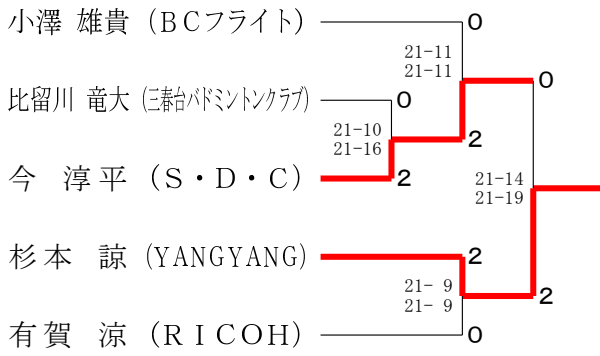 小澤 雄貴 （ＢＣフライト） 0
21-11
21-11
0
比留川 竜大 (三春台バドミントンクラブ) 0
21-10
21-16
2
今 淳平 （Ｓ・Ｄ・Ｃ） 2
21-14
21-19
杉本 諒 (YANGYANG) 2
21- 9
21- 9
2
有賀 涼 （ＲＩＣＯＨ） 0